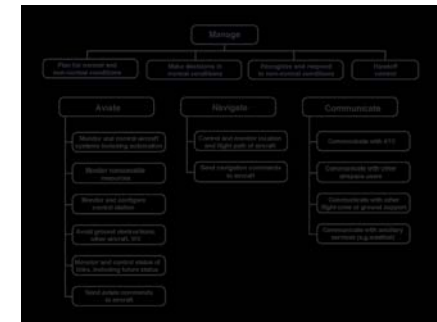 Manage
Plan for normal and
non-normal conditions
Make decisions in
normal conditions
Recognize and respond
to non-normal conditions
Handoff
control
Aviate
Navigate
Communicate
Monitor and control aircraft
systems including automation
Monitor consumable
resources
Monitor and configure
control station
Avoid ground obstructions,
other aircraft, WX
Monitor and control status of
links, including future status
Send aviate commands
to aircraft
Control and monitor location
and flight path of aircraft
Send navigation commands
to aircraft
Communicate with ATC
Communicate with other
airspace users
Communicate with other
flight-crew or ground support
Communicate with ancillary
services (e.g. weather)